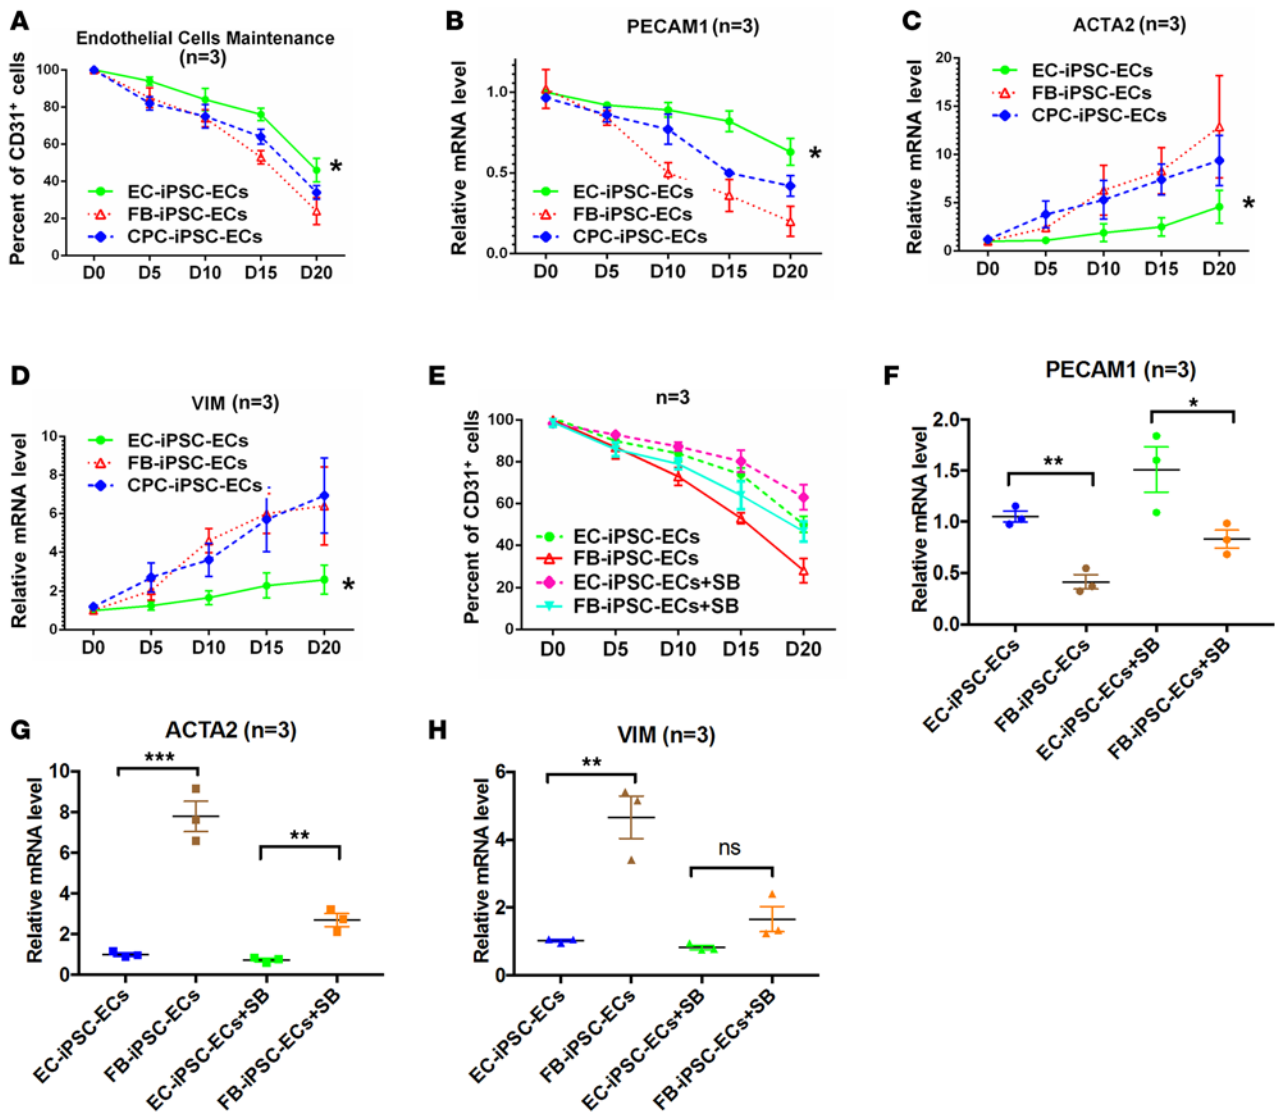 A
Endothelial Cells Maintenance
(n=3)
Percent of CD31+ cells
100
80
60
40
20
0
D0 D5 D10 D15 D20
EC-iPSC-ECs
FB-iPSC-ECs
CPC-iPSC-ECs
*
B
PECAM1 (n=3)
Relative mRNA level
1.0
0.5
0.0
D0 D5 D10 D15 D20
EC-iPSC-ECs
FB-iPSC-ECs
CPC-iPSC-ECs
*
C
ACTA2 (n=3)
Relative mRNA level
20
15
10
5
0
D0 D5 D10 D15 D20
EC-iPSC-ECs
FB-iPSC-ECs
CPC-iPSC-ECs
*
D
VIM (n=3)
Relative mRNA level
10
8
6
4
2
0
D0 D5 D10 D15 D20
EC-iPSC-ECs
FB-iPSC-ECs
CPC-iPSC-ECs
*
E
n=3
Percent of CD31+ cells
100
80
60
40
20
0
D0 D5 D10 D15 D20
EC-iPSC-ECs
FB-iPSC-ECs
EC-iPSC-ECs+SB
FB-iPSC-ECs+SB
F
PECAM1 (n=3)
Relative mRNA level
2.0
1.5
1.0
0.5
0.0
**
*
EC-iPSC-ECs
FB-iPSC-ECs
EC-iPSC-ECs+SB
FB-iPSC-ECs+SB
G
ACTA2 (n=3)
Relative mRNA level
10
8
6
4
2
0
***
**
EC-iPSC-ECs
FB-iPSC-ECs
EC-iPSC-ECs+SB
FB-iPSC-ECs+SB
H
VIM (n=3)
Relative mRNA level
6
4
2
0
**
ns
EC-iPSC-ECs
FB-iPSC-ECs
EC-iPSC-ECs+SB
FB-iPSC-ECs+SB